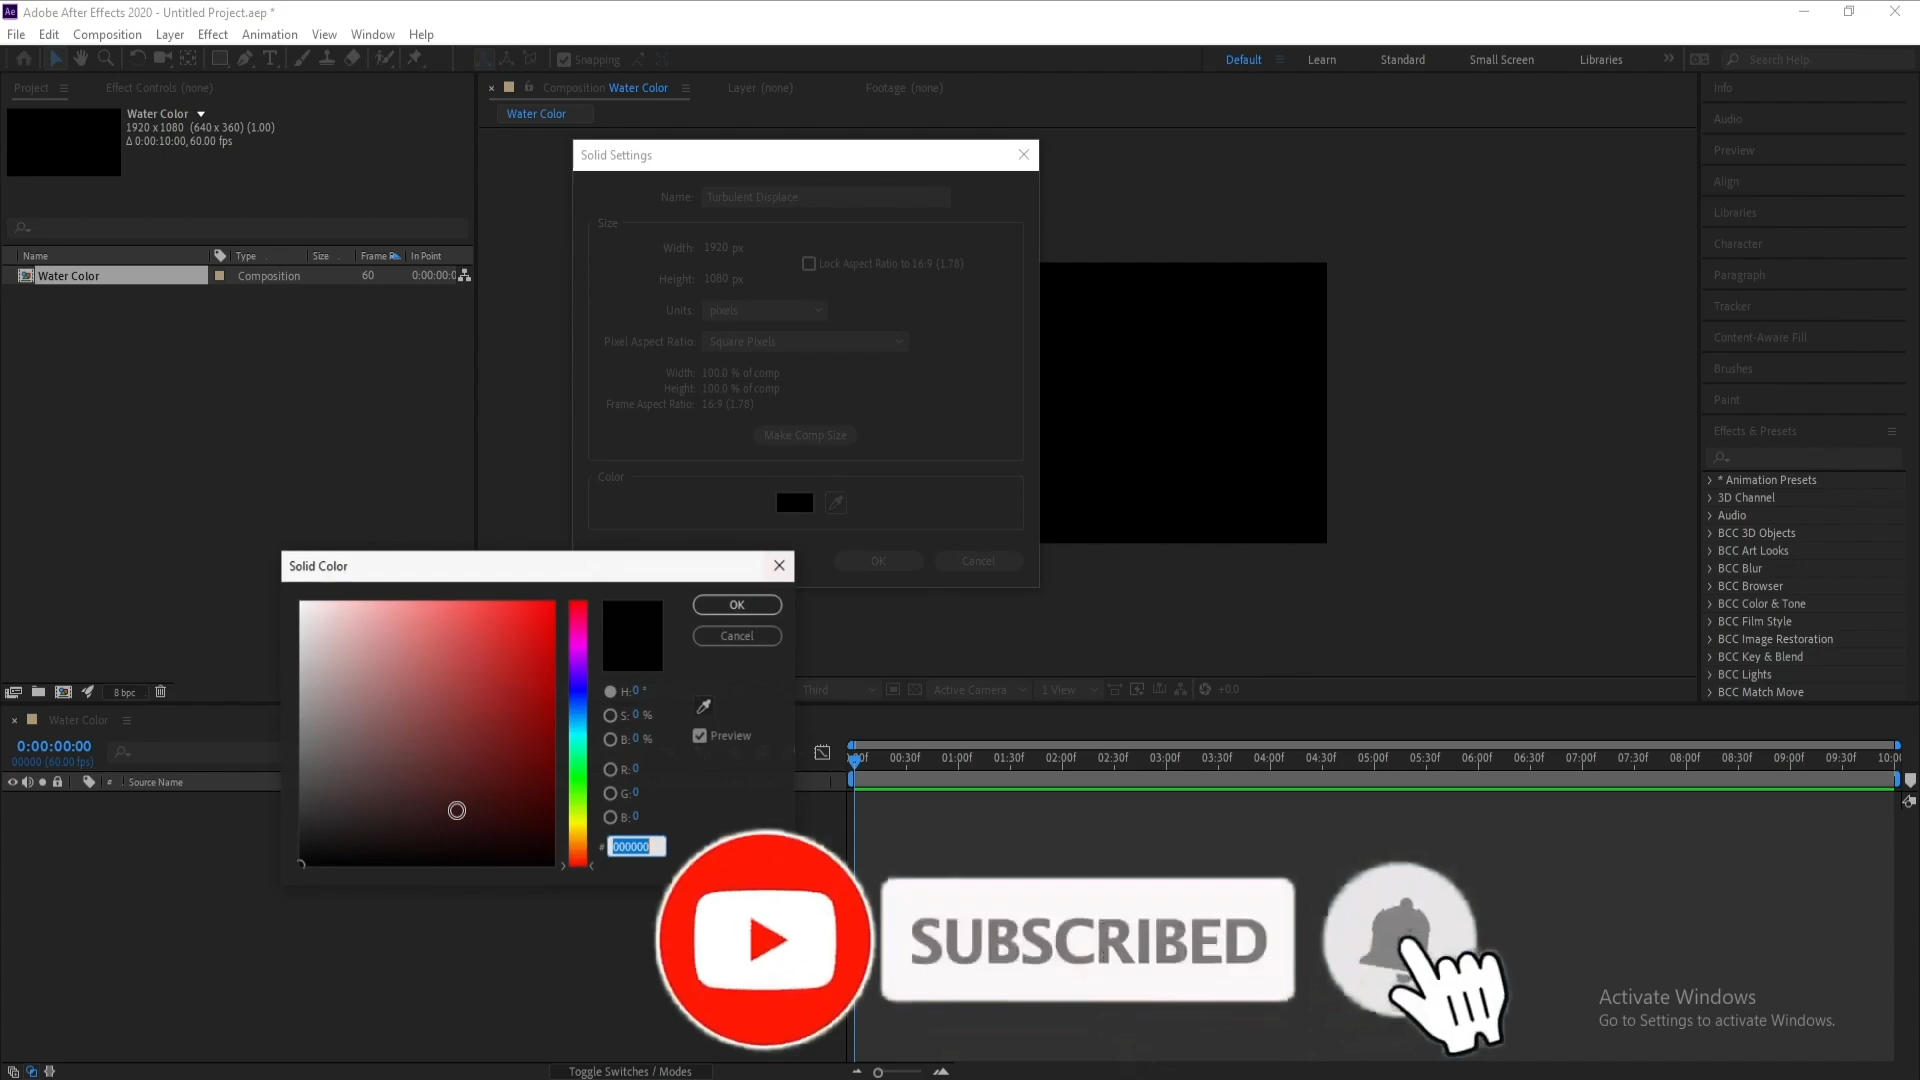 Ae Adobe After Effects 2020 - Untitled Project.aep *
File Edit Composition Layer Effect Animation View Window Help
Snapping Default Learn Standard Small Screen Libraries Search Help
Project Effect Controls (none) Composition Water Color Layer (none) Footage (none)
Water Color
1920 x 1080 (640 x 360) (1.00)
Δ 0:00:10:00, 60.00 fps
Water Color
Name Type Size Frame R In Point
Water Color Composition 60 0:00:00:0
8 bpc
Solid Settings
Name: Turbulent Displace
Size
Width: 1920 px
Lock Aspect Ratio to 16:9 (1.78)
Height: 1080 px
Units: pixels
Pixel Aspect Ratio: Square Pixels
Width: 100.0 % of comp
Height: 100.0 % of comp
Frame Aspect Ratio: 16:9 (1.78)
Make Comp Size
Color
OK Cancel
Solid Color
OK
Cancel
H: 0 °
S: 0 %
B: 0 %
Preview
R: 0
G: 0
B: 0
# 000000
Third Active Camera 1 View +0.0
Info
Audio
Preview
Align
Libraries
Character
Paragraph
Tracker
Content-Aware Fill
Brushes
Paint
Effects & Presets
* Animation Presets
3D Channel
Audio
BCC 3D Objects
BCC Art Looks
BCC Blur
BCC Browser
BCC Color & Tone
BCC Film Style
BCC Image Restoration
BCC Key & Blend
BCC Lights
BCC Match Move
Water Color
0:00:00:00
00000 (60.00 fps)
# Source Name
00:30f 01:00f 01:30f 02:00f 02:30f 03:00f 03:30f 04:00f 04:30f 05:00f 05:30f 06:00f 06:30f 07:00f 07:30f 08:00f 08:30f 09:00f 09:30f 10:00
SUBSCRIBED
Activate Windows
Go to Settings to activate Windows.
Toggle Switches / Modes